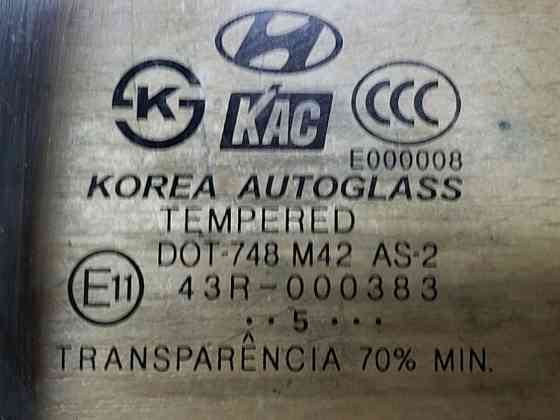 K S
KAC
CCC
E000008
KOREA AUTOGLASS
TEMPERED
DOT-748 M42 AS-2
E11 43R-000383
··5···
TRANSPARÊNCIA 70% MIN.